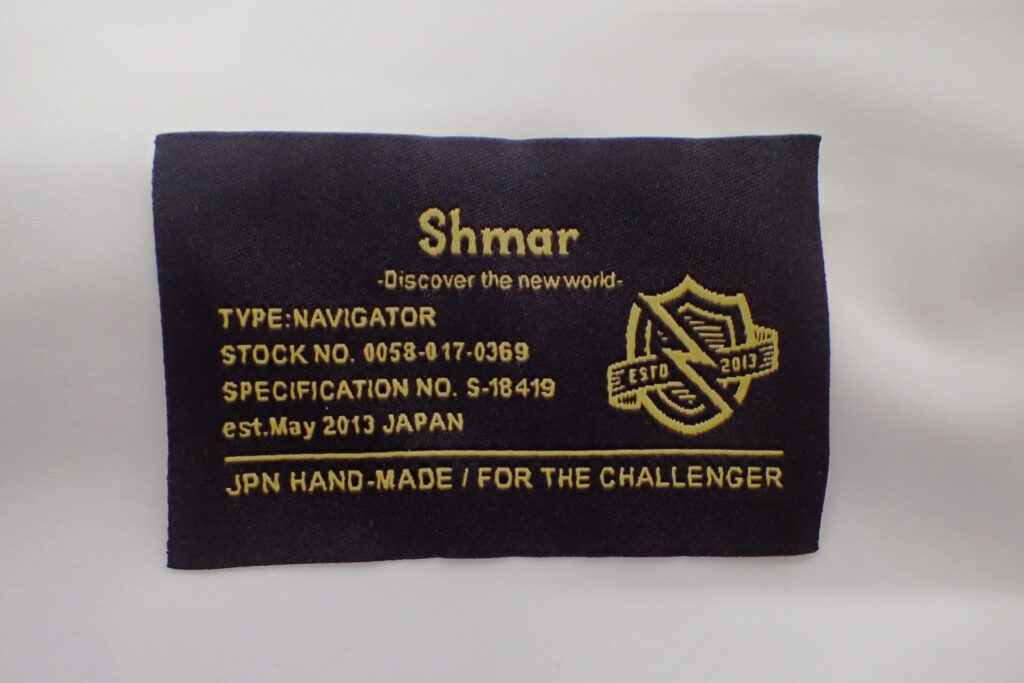 Shmar
-Discover the new world-
TYPE:NAVIGATOR
STOCK NO. 0058-017-0369
SPECIFICATION NO. S-18419
est.May 2013 JAPAN
ESTD 2013
JPN HAND-MADE / FOR THE CHALLENGER